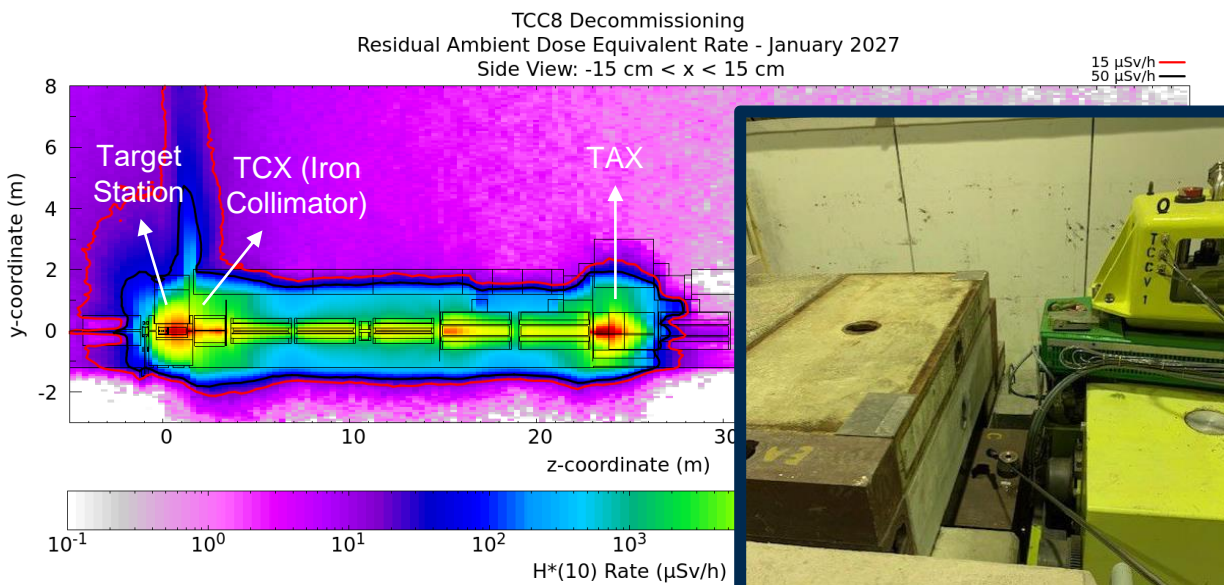 TCC8 Decommissioning
Residual Ambient Dose Equivalent Rate - January 2027
Side View: -15 cm < x < 15 cm
15 μSv/h
50 μSv/h
8
6
4
2
0
-2
y-coordinate (m)
Target
Station
TCX (Iron
Collimator)
TAX
0
10
20
30
z-coordinate (m)
10-1
100
101
102
103
H*(10) Rate (μSv/h)
TCCV1
EA
C